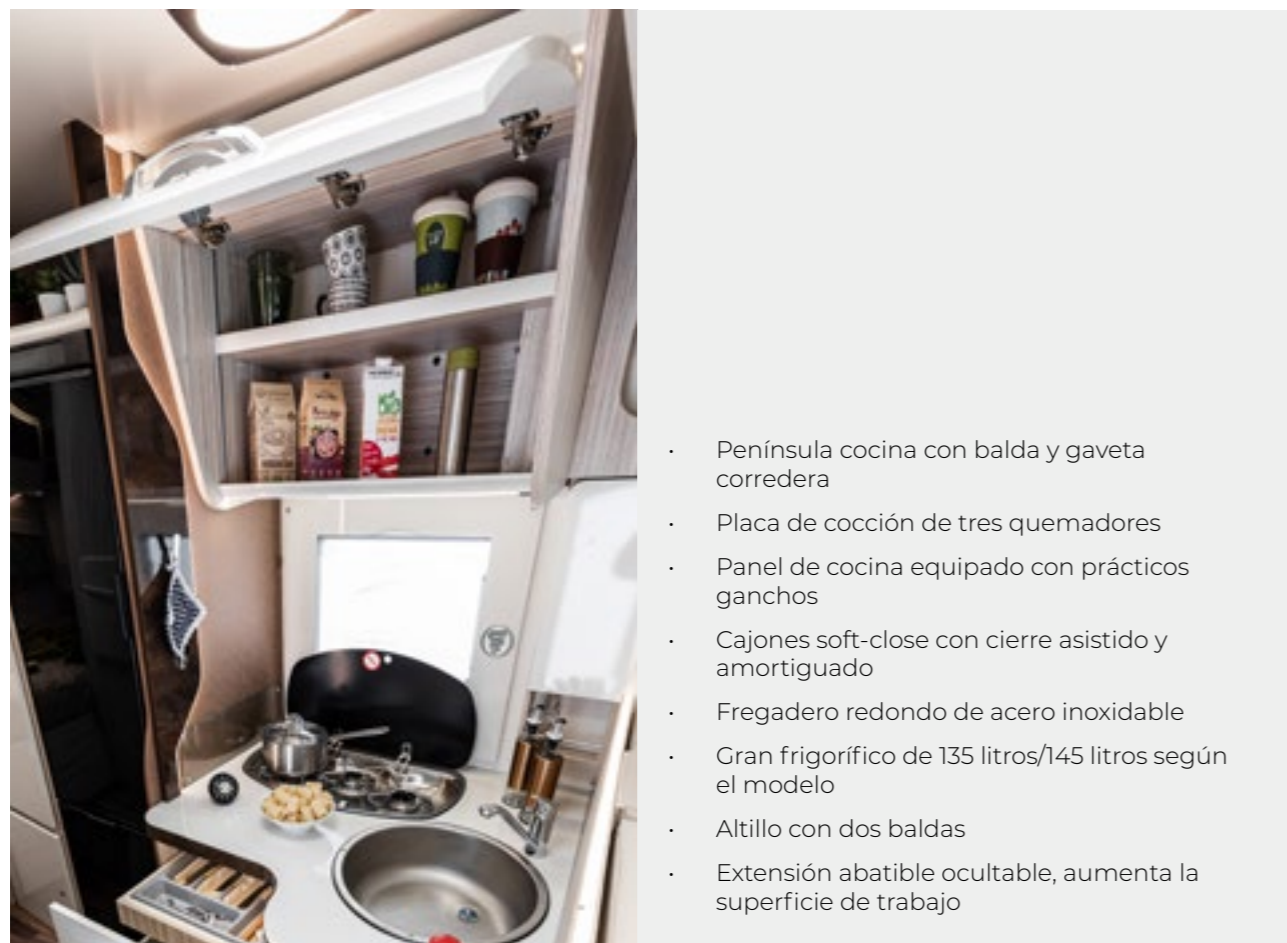 · Península cocina con balda y gaveta
corredera
· Placa de cocción de tres quemadores
· Panel de cocina equipado con prácticos
ganchos
· Cajones soft-close con cierre asistido y
amortiguado
· Fregadero redondo de acero inoxidable
· Gran frigorífico de 135 litros/145 litros según
el modelo
· Altillo con dos baldas
· Extensión abatible ocultable, aumenta la
superficie de trabajo